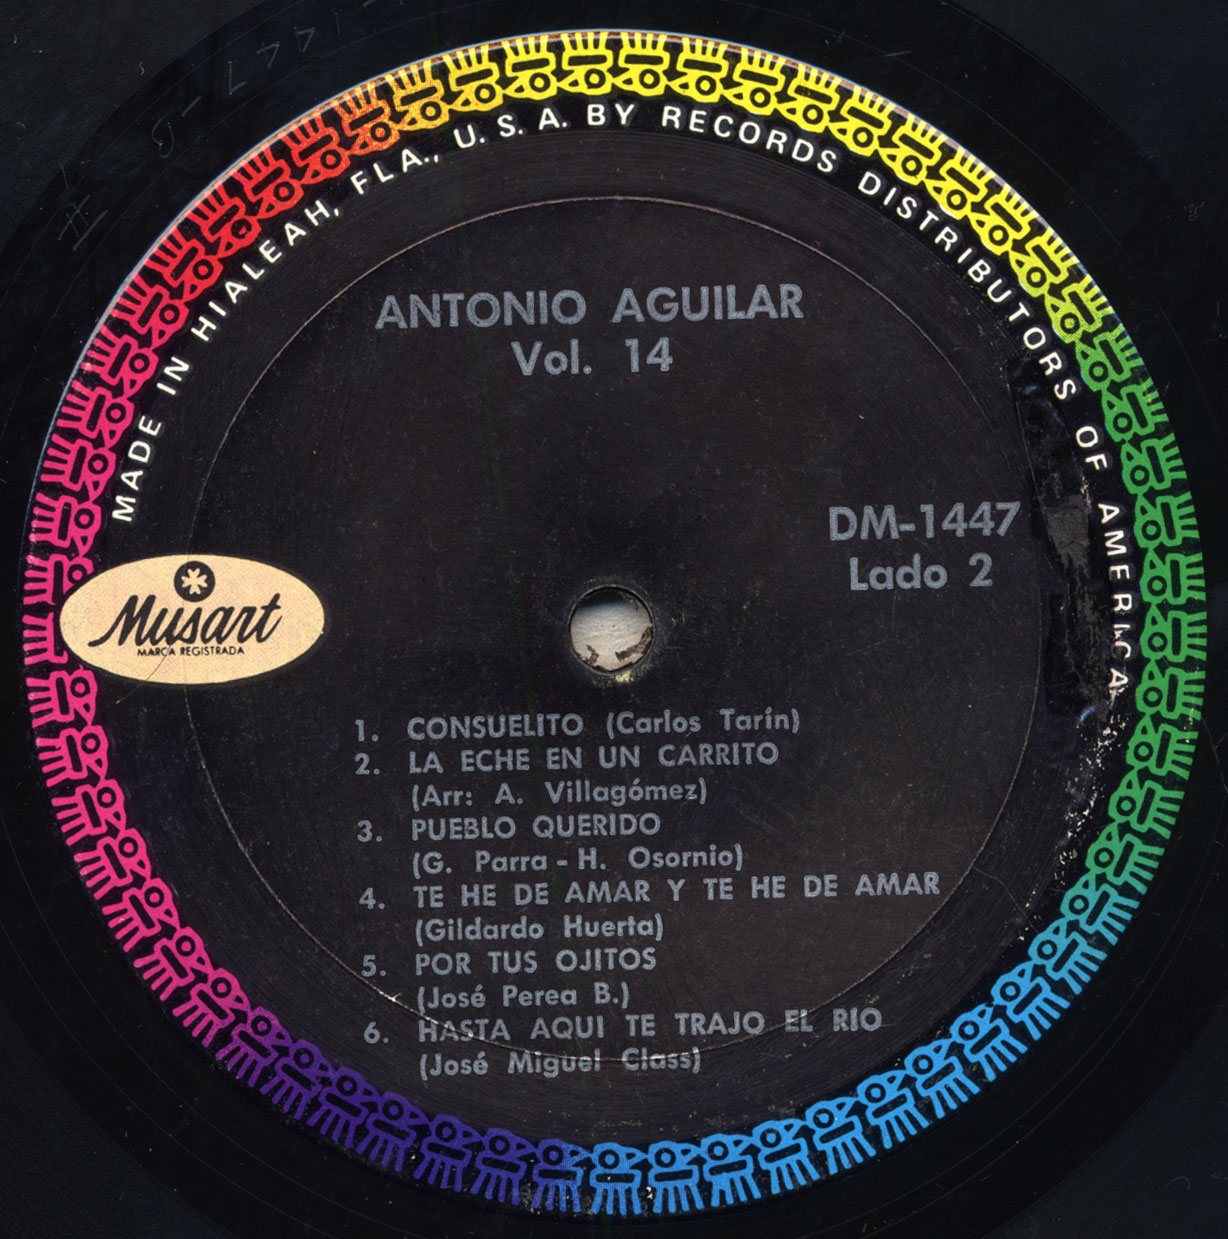 MADE IN HIALEAH, FLA., U. S. A. BY RECORDS DISTRIBUTORS OF AMERICA
ANTONIO AGUILAR
Vol. 14
DM-1447
Lado 2
Musart
MARCA REGISTRADA
1. CONSUELITO (Carlos Tarín)
2. LA ECHE EN UN CARRITO
(Arr: A. Villagómez)
3. PUEBLO QUERIDO
(G. Parra - H. Osornio)
4. TE HE DE AMAR Y TE HE DE AMAR
(Gildardo Huerta)
5. POR TUS OJITOS
(José Perea B.)
6. HASTA AQUI TE TRAJO EL RIO
(José Miguel Class)